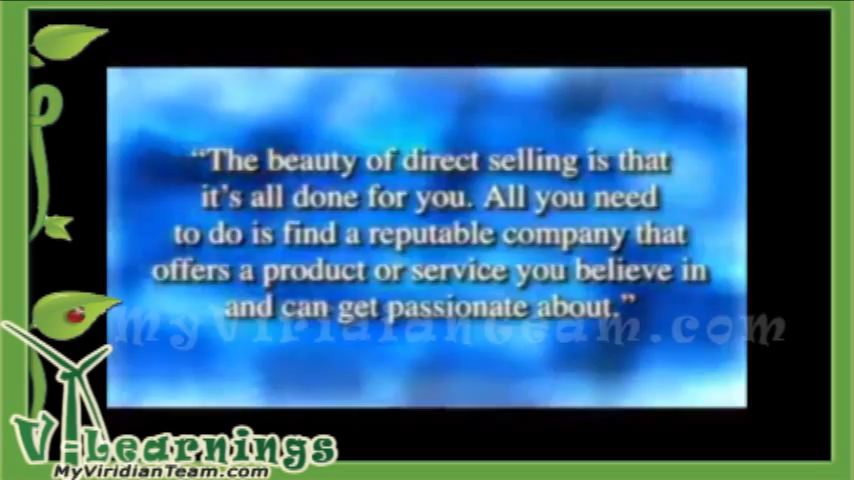 “The beauty of direct selling is that
it’s all done for you. All you need
to do is find a reputable company that
offers a product or service you believe in
and can get passionate about.”
myviridianteam.com
V-Learnings
MyViridianTeam.com